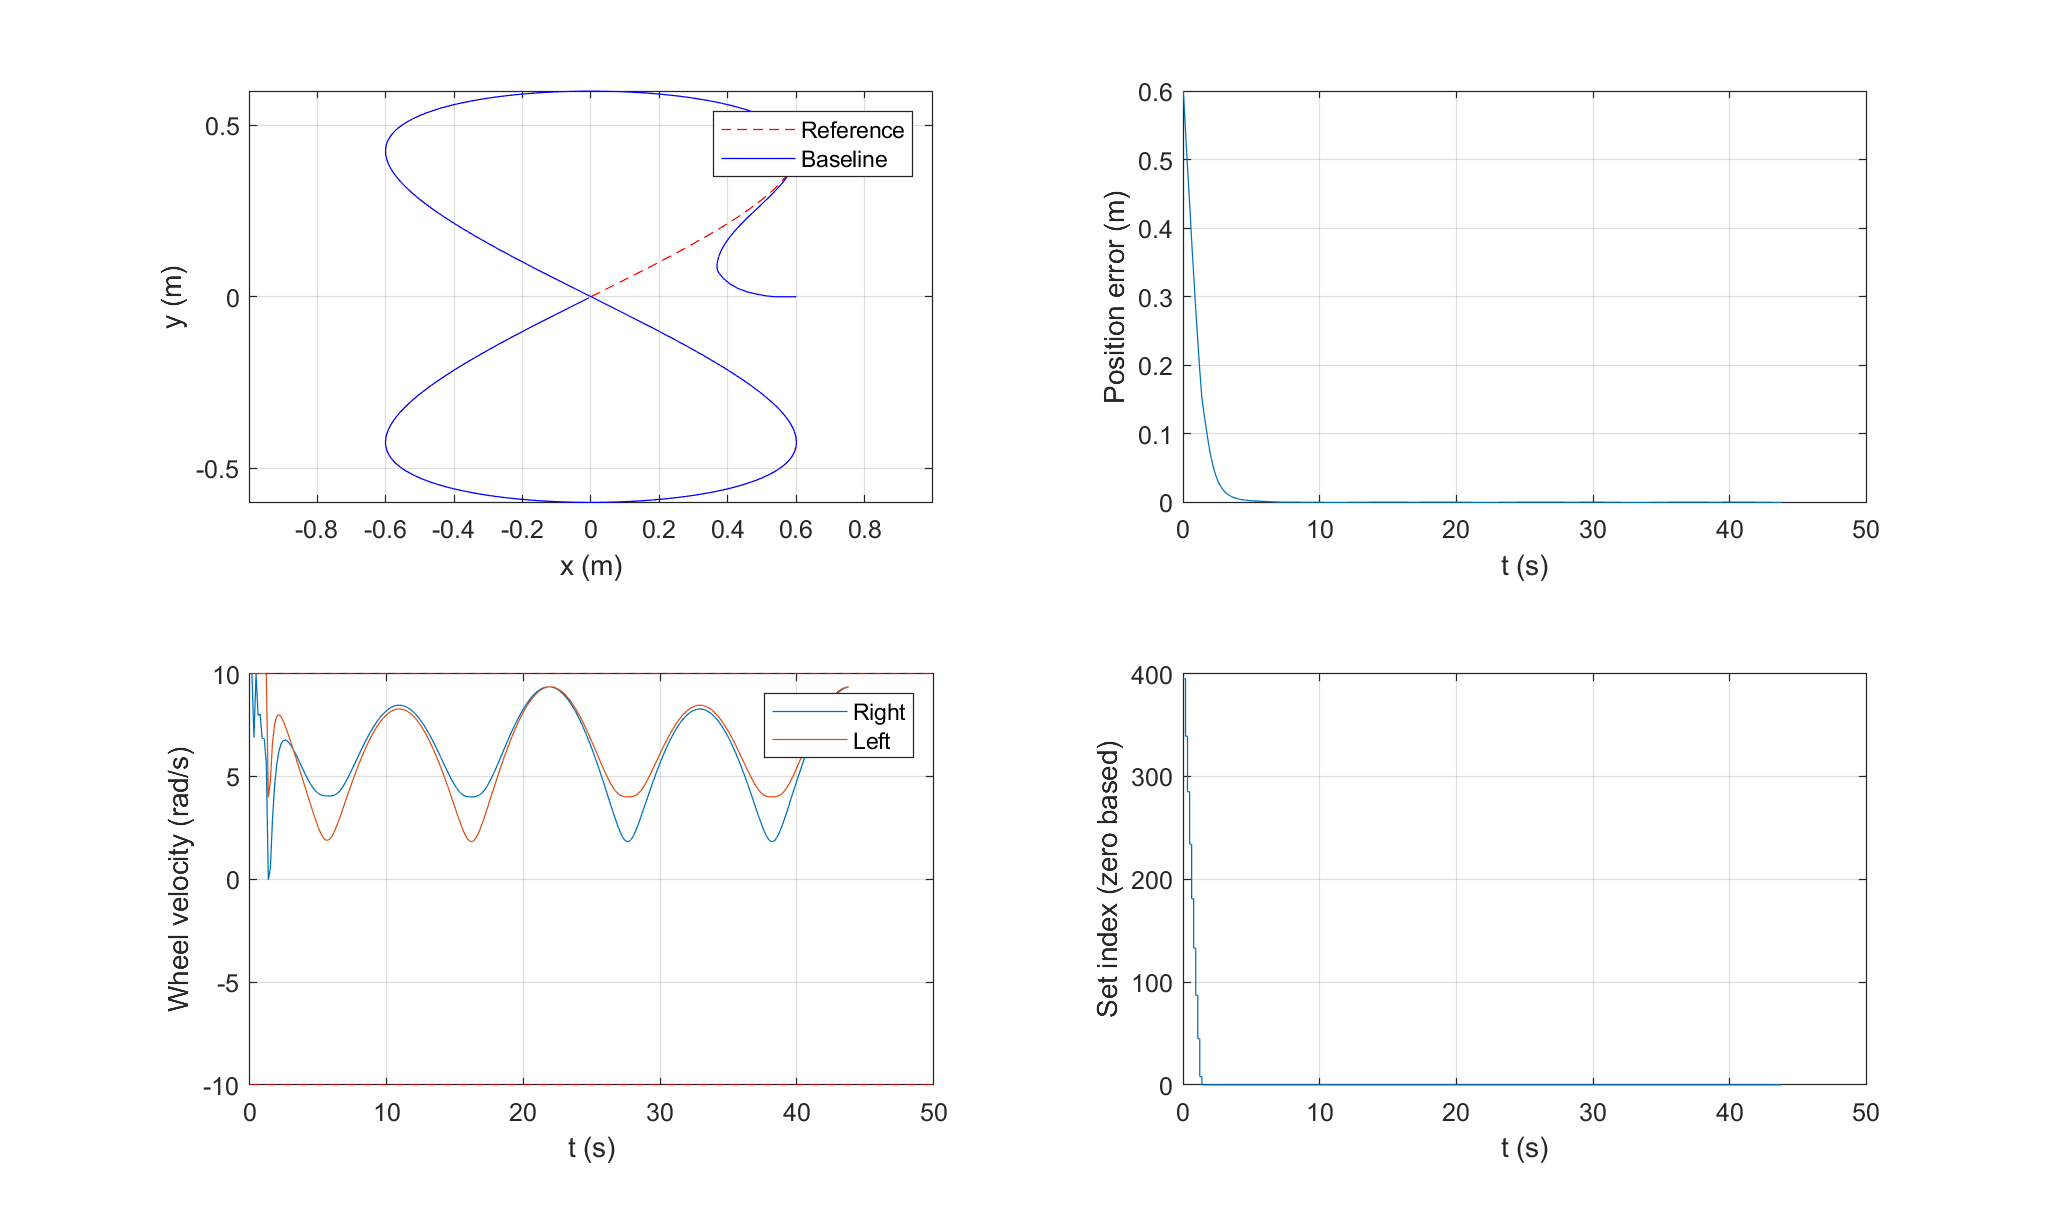 0.5
0
-0.5
y (m)
Reference
Baseline
-0.8 -0.6 -0.4 -0.2 0 0.2 0.4 0.6 0.8
x (m)
0.6
0.5
0.4
0.3
0.2
0.1
0
Position error (m)
0 10 20 30 40 50
t (s)
10
5
0
-5
-10
Wheel velocity (rad/s)
Right
Left
0 10 20 30 40 50
t (s)
400
300
200
100
0
Set index (zero based)
0 10 20 30 40 50
t (s)